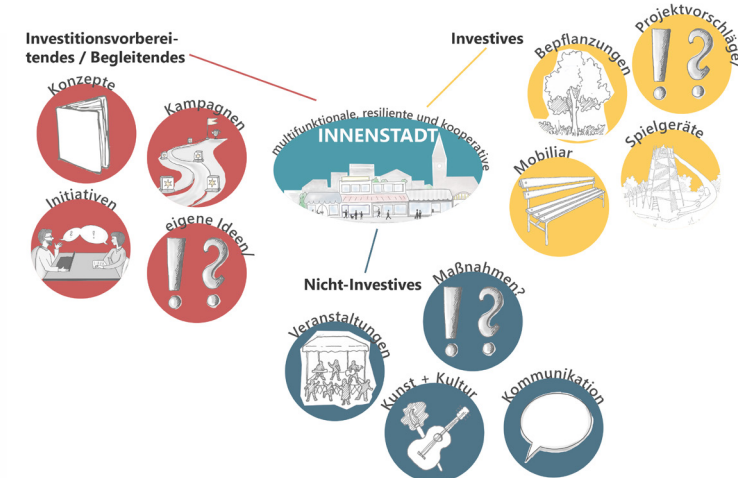 Investitionsvorberei-
tendes / Begleitendes
Konzepte
Kampagnen
Initiativen
eigene Ideen/
! ?
multifunktionale, resiliente und kooperative
INNENSTADT
Investives
Bepflanzungen
Projektvorschläge/
! ?
Mobiliar
Spielgeräte
Nicht-Investives
Maßnahmen?
! ?
Veranstaltungen
Kunst + Kultur
Kommunikation